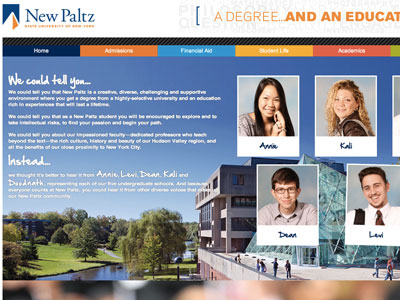 New Paltz
STATE UNIVERSITY OF NEW YORK
[ A DEGREE...AND AN EDUCAT
Home Admissions Financial Aid Student Life Academics
We could tell you...
We could tell you that New Paltz is a creative, diverse, challenging and supportive
environment where you get a degree from a highly-selective university and an education
rich in experiences that will last a lifetime.
We could tell you that as a New Paltz student you will be encouraged to explore and to
take intellectual risks, to find your passion and begin your path.
We could tell you about our impassioned faculty—dedicated professors who teach
beyond the text—the rich culture, history and beauty of our Hudson Valley region, and
all the benefits of our close proximity to New York City.
Instead...
we thought it's better to hear it from Annie, Levi, Dean, Kali and
Doodnath, representing each of our five undergraduate schools. And because
everyone counts at New Paltz, you would hear it from other diverse voices that make
our New Paltz community.
Annie
Kali
Dean
Levi